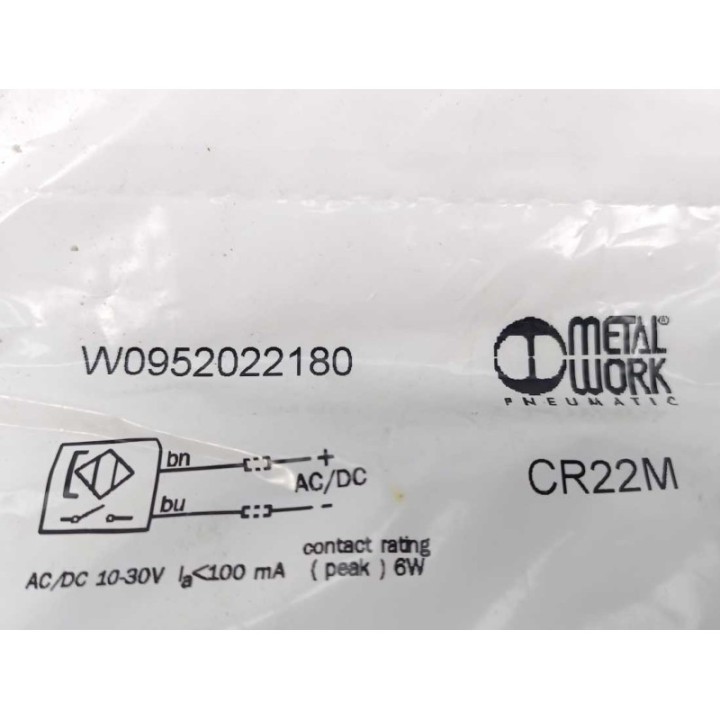 METAL®
WORK
PNEUMATIC
W0952022180
CR22M
bn
+
AC/DC
bu
-
contact rating
AC/DC 10-30V Ia<100 mA ( peak ) 6W